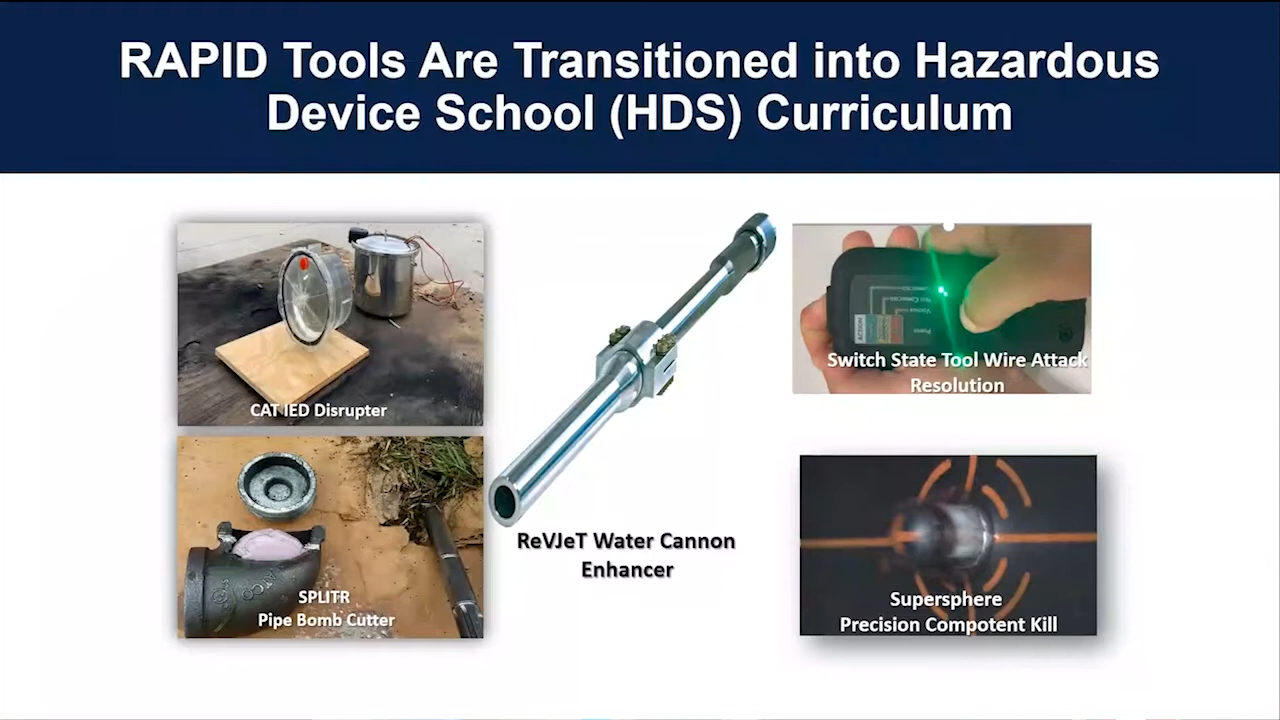 RAPID Tools Are Transitioned into Hazardous
Device School (HDS) Curriculum
CAT IED Disrupter
SPLITR
Pipe Bomb Cutter
ReVJeT Water Cannon
Enhancer
Switch State Tool Wire Attack
Resolution
Supersphere
Precision Compotent Kill